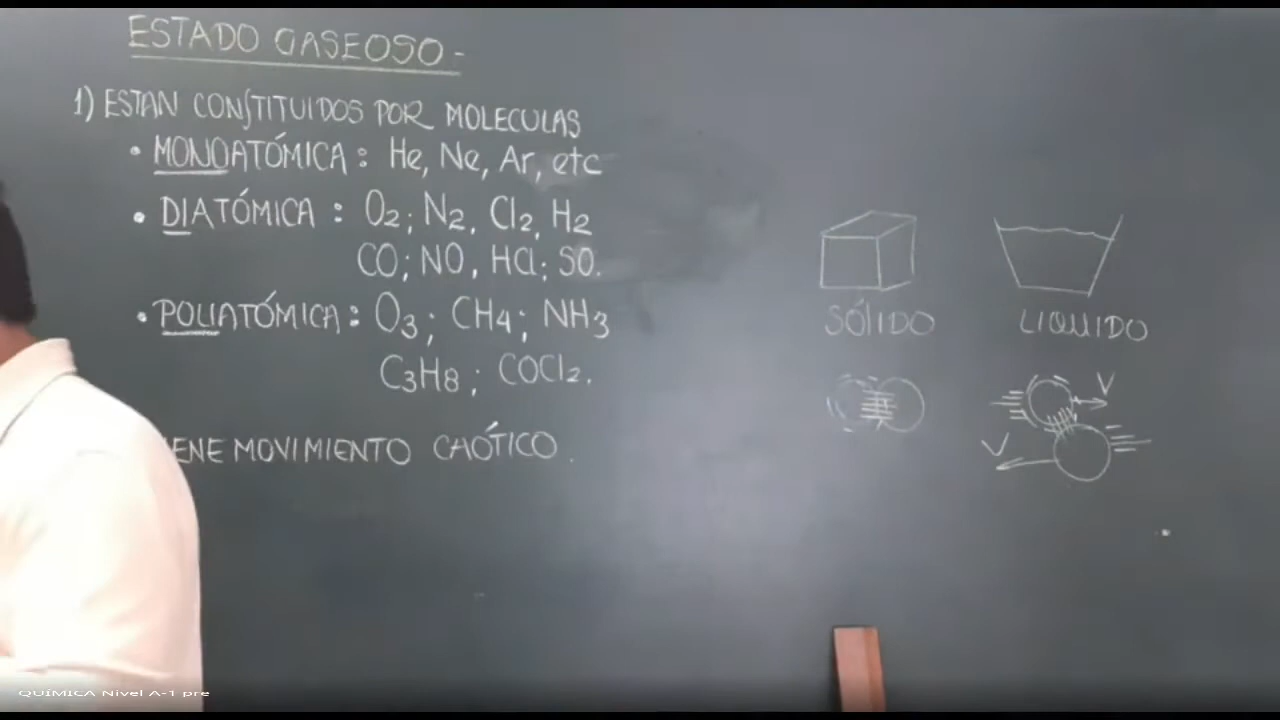 ESTADO GASEOSO -
1) ESTAN CONSTITUIDOS POR MOLECULAS
• MONOATÓMICA : He, Ne, Ar, etc
• DIATÓMICA : O2; N2, Cl2, H2
CO; NO, HCl; SO.
• POLIATÓMICA : O3; CH4; NH3
C3H8; COCl2.
ENE MOVIMIENTO CAÓTICO.
SÓLIDO
LIQUIDO
V
V
QUIMICA Nivel A-1 pre